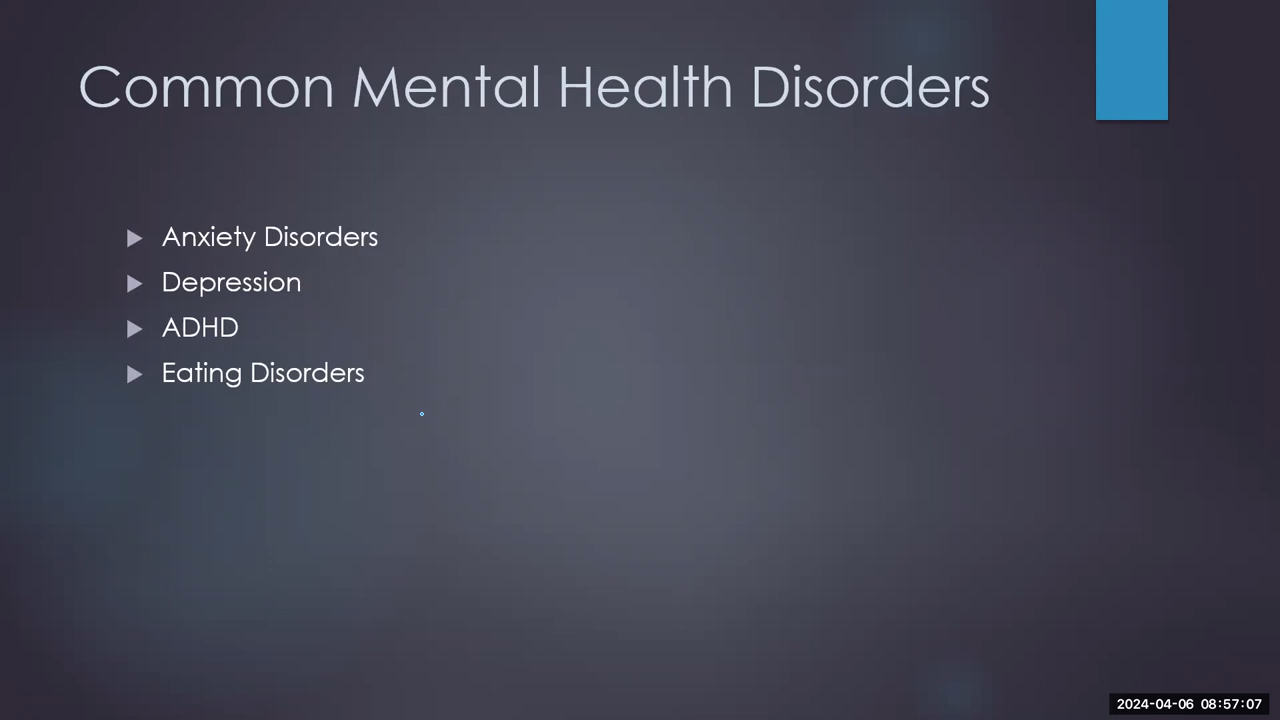 Common Mental Health Disorders
Anxiety Disorders
Depression
ADHD
Eating Disorders
2024-04-06 08:57:07